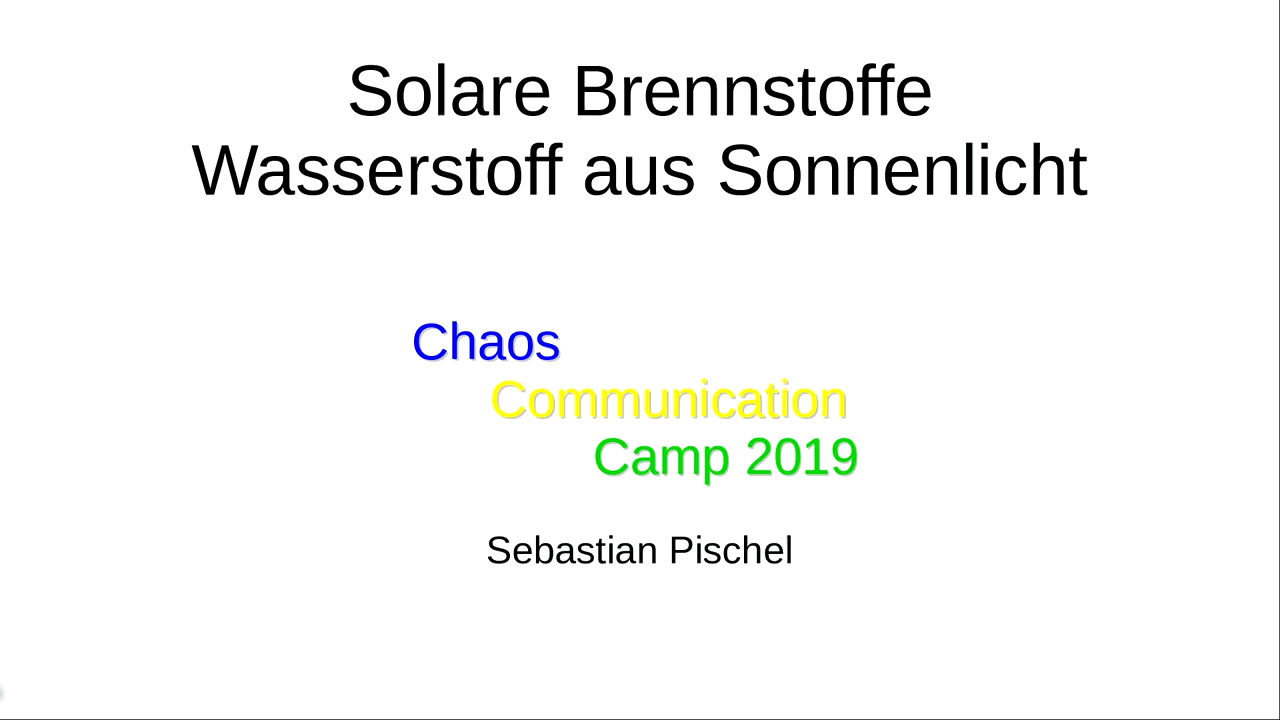 Solare Brennstoffe
Wasserstoff aus Sonnenlicht
Chaos
Communication
Camp 2019
Sebastian Pischel